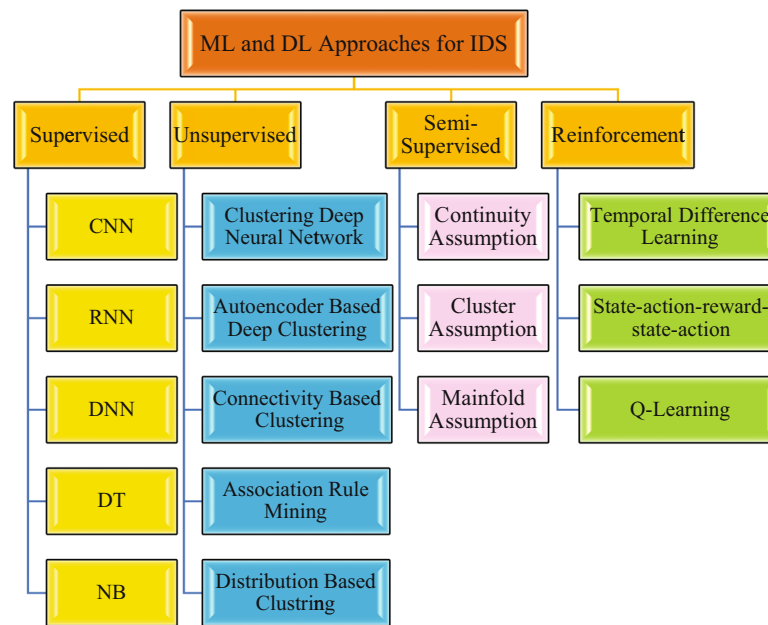 ML and DL Approaches for IDS
Supervised
Unsupervised
Semi-
Supervised
Reinforcement
CNN
RNN
DNN
DT
NB
Clustering Deep
Neural Network
Autoencoder Based
Deep Clustering
Connectivity Based
Clustering
Association Rule
Mining
Distribution Based
Clustring
Continuity
Assumption
Cluster
Assumption
Mainfold
Assumption
Temporal Difference
Learning
State-action-reward-
state-action
Q-Learning